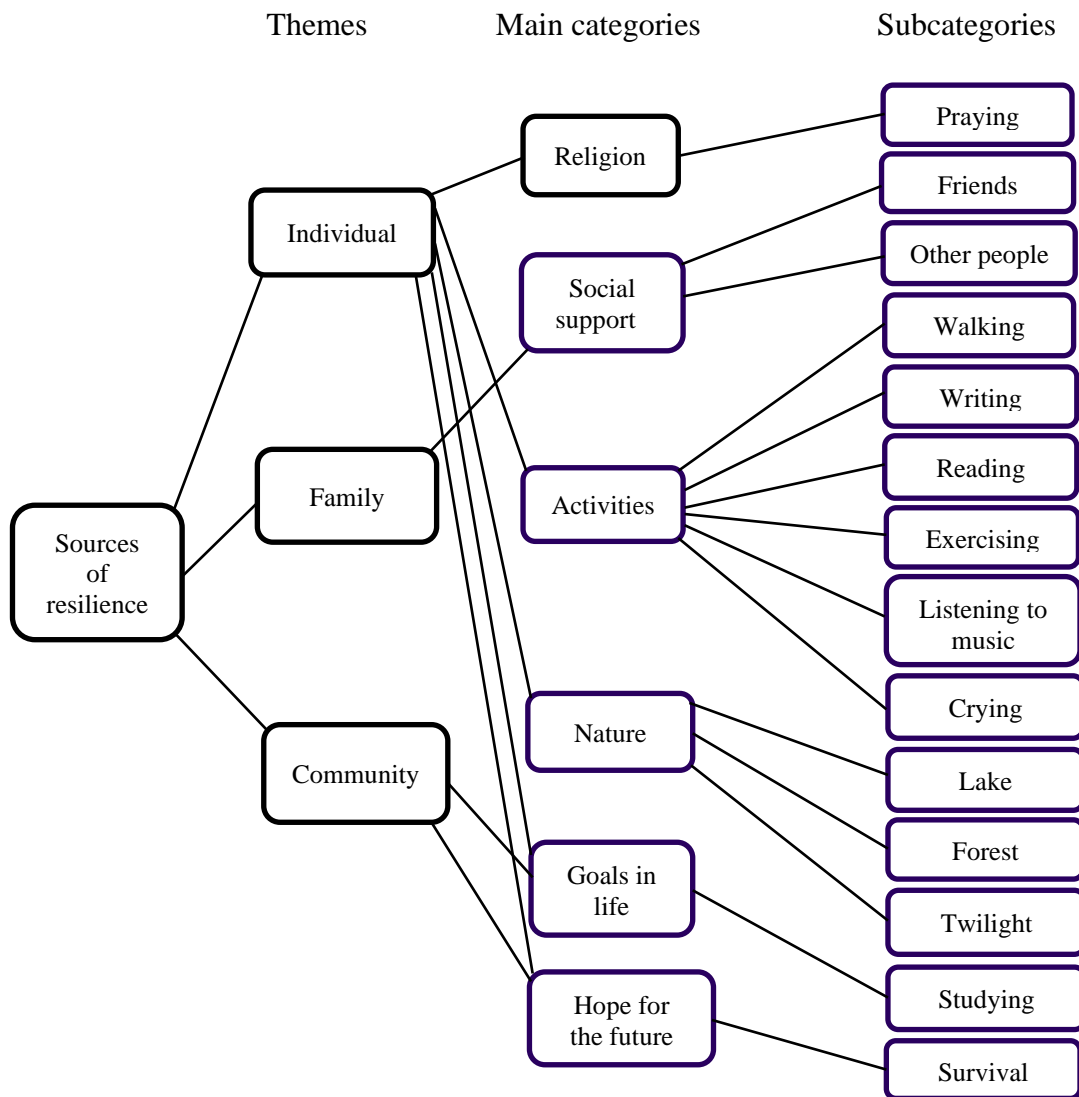 Themes
Main categories
Subcategories
Sources
of
resilience
Individual
Family
Community
Religion
Social
support
Activities
Nature
Goals in
life
Hope for
the future
Praying
Friends
Other people
Walking
Writing
Reading
Exercising
Listening to
music
Crying
Lake
Forest
Twilight
Studying
Survival